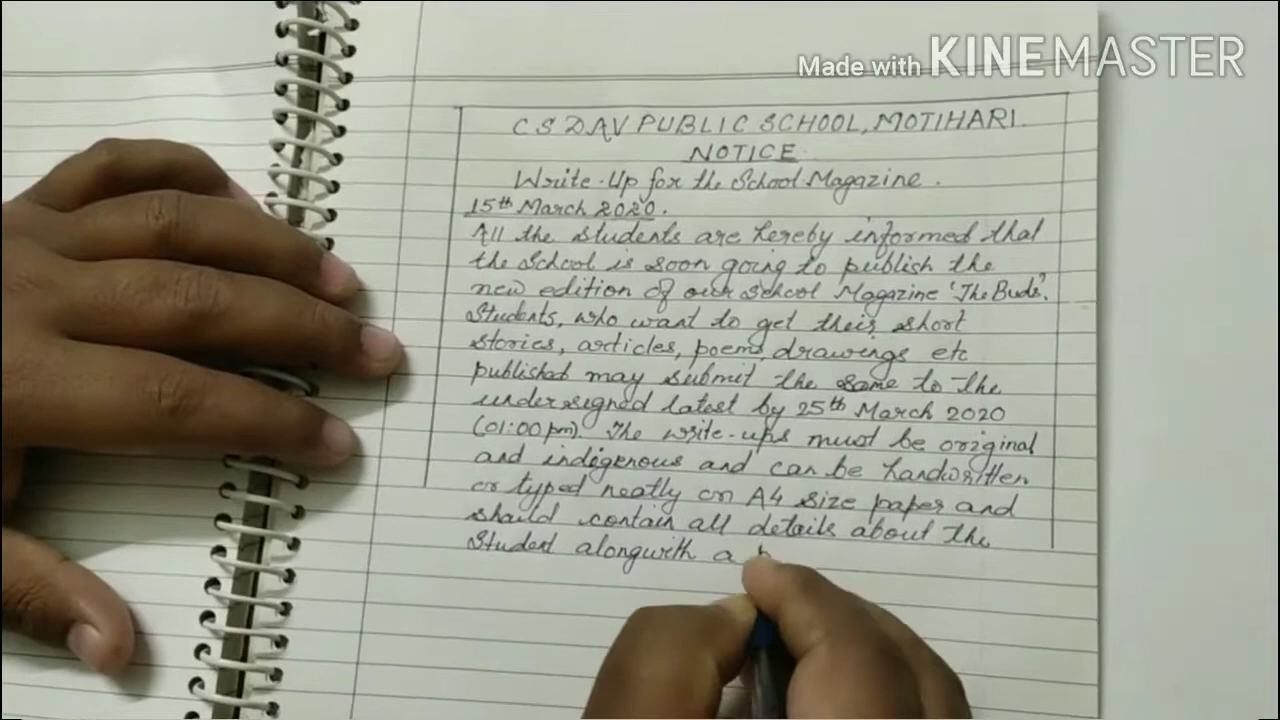 Made with KINEMASTER
CS DAV PUBLIC SCHOOL, MOTIHARI
NOTICE
Write-Up for the School Magazine.
15th March 2020.
All the students are hereby informed that
the School is soon going to publish the
new edition of our School Magazine 'The Buds'.
Students, who want to get their short
stories, articles, poems, drawings etc
published may submit the same to the
undersigned latest by 25th March 2020
(01:00 pm). The write-ups must be original
and indigenous and can be handwritten
or typed neatly on A4 size paper and
should contain all details about the
Student alongwith a